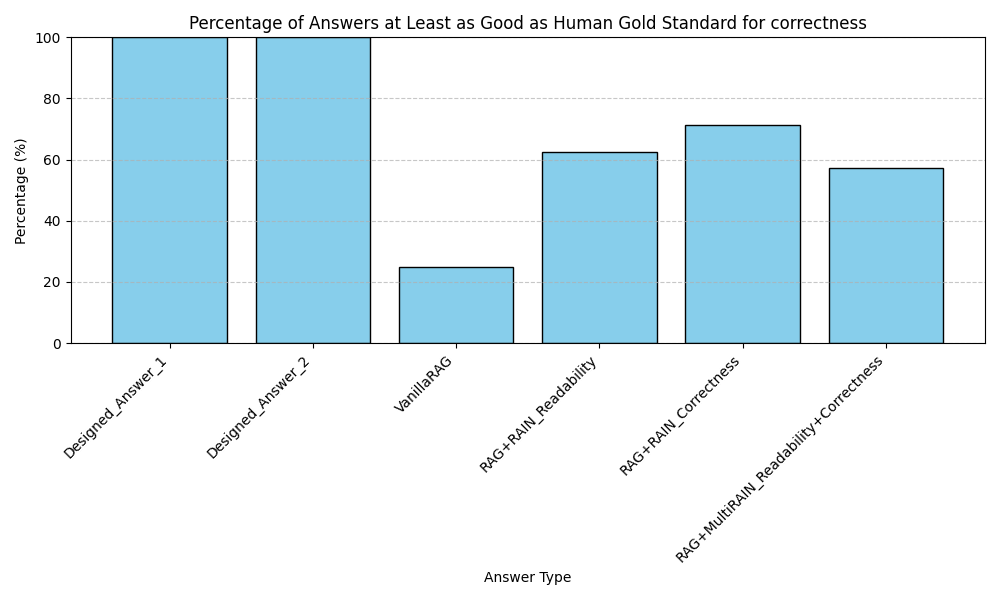 Percentage of Answers at Least as Good as Human Gold Standard for correctness
Percentage (%)
100
80
60
40
20
0
Designed_Answer_1
Designed_Answer_2
VanillaRAG
RAG+RAIN_Readability
RAG+RAIN_Correctness
RAG+MultiRAIN_Readability+Correctness
Answer Type